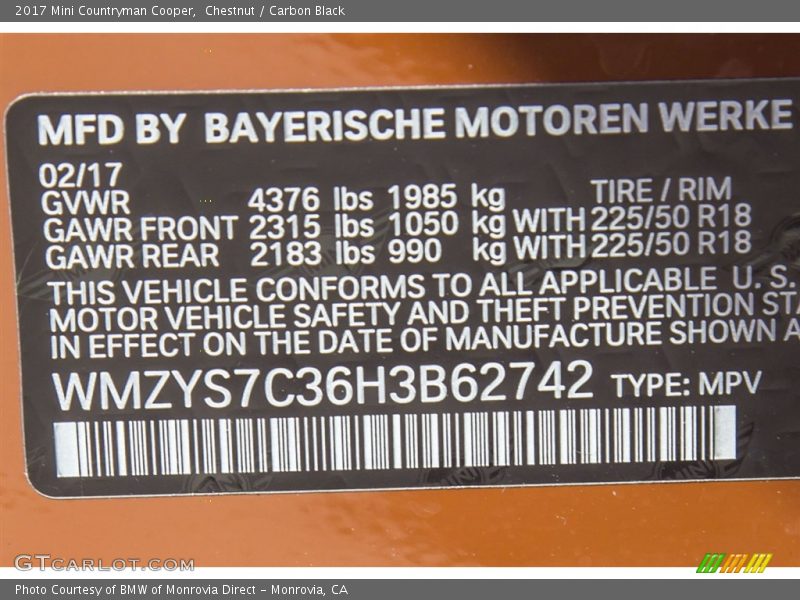 2017 Mini Countryman Cooper,  Chestnut / Carbon Black
MFD BY BAYERISCHE MOTOREN WERKE
02/17
GVWR 4376 lbs 1985 kg TIRE / RIM
GAWR FRONT 2315 lbs 1050 kg WITH 225/50 R18
GAWR REAR 2183 lbs 990 kg WITH 225/50 R18
THIS VEHICLE CONFORMS TO ALL APPLICABLE U. S.
MOTOR VEHICLE SAFETY AND THEFT PREVENTION STA
IN EFFECT ON THE DATE OF MANUFACTURE SHOWN A
WMZYS7C36H3B62742 TYPE: MPV
GTCARLOT.COM
Photo Courtesy of BMW of Monrovia Direct – Monrovia, CA